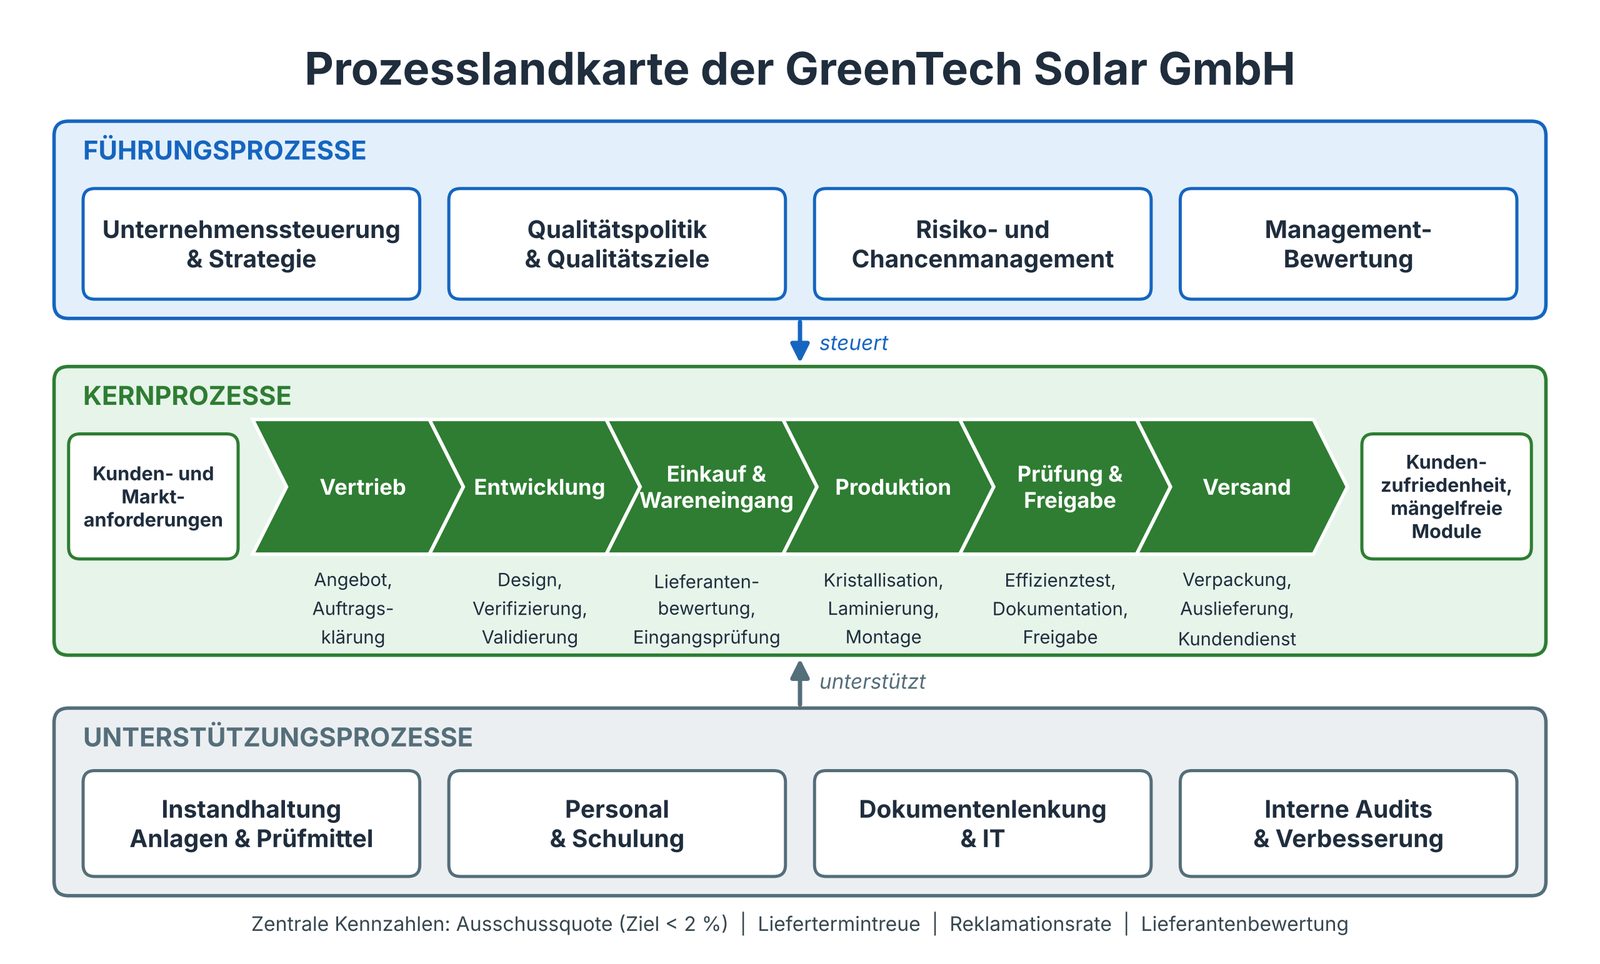 Prozesslandkarte der GreenTech Solar GmbH
FÜHRUNGSPROZESSE
Unternehmenssteuerung
& Strategie
Qualitätspolitik
& Qualitätsziele
Risiko- und
Chancenmanagement
Management-
Bewertung
steuert
KERNPROZESSE
Kunden- und
Markt-
anforderungen
Vertrieb
Entwicklung
Einkauf &
Wareneingang
Produktion
Prüfung &
Freigabe
Versand
Kunden-
zufriedenheit,
mängelfreie
Module
Angebot,
Auftrags-
klärung
Design,
Verifizierung,
Validierung
Lieferanten-
bewertung,
Eingangsprüfung
Kristallisation,
Laminierung,
Montage
Effizienztest,
Dokumentation,
Freigabe
Verpackung,
Auslieferung,
Kundendienst
unterstützt
UNTERSTÜTZUNGSPROZESSE
Instandhaltung
Anlagen & Prüfmittel
Personal
& Schulung
Dokumentenlenkung
& IT
Interne Audits
& Verbesserung
Zentrale Kennzahlen: Ausschussquote (Ziel < 2 %) | Liefertermintreue | Reklamationsrate | Lieferantenbewertung